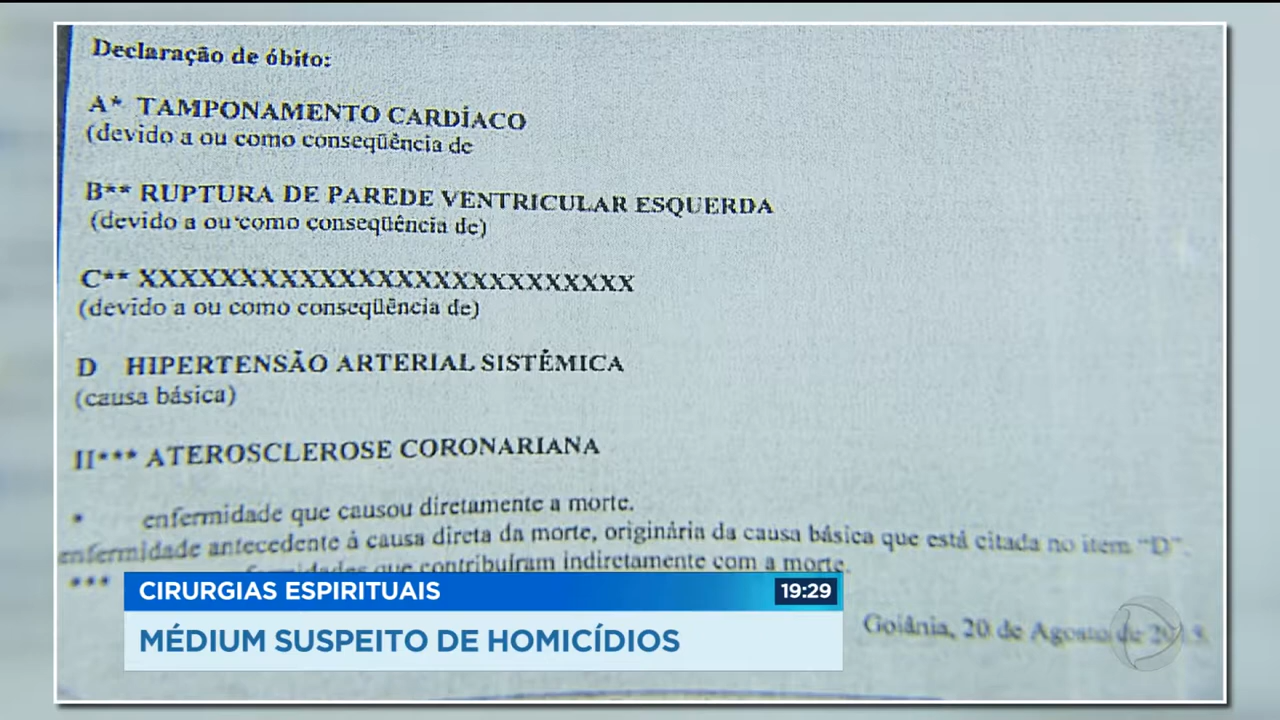 Declaração de óbito:
A* TAMPONAMENTO CARDÍACO
(devido a ou como conseqüência de
B** RUPTURA DE PAREDE VENTRICULAR ESQUERDA
(devido a ou como conseqüência de)
C** XXXXXXXXXXXXXXXXXXXXXXXXXX
(devido a ou como conseqüência de)
D HIPERTENSÃO ARTERIAL SISTÊMICA
(causa básica)
II*** ATEROSCLEROSE CORONARIANA
* enfermidade que causou diretamente a morte.
enfermidade antecedente à causa direta da morte, originária da causa básica que está citada no item “D”.
*** que contribuíram indiretamente com a morte.
CIRURGIAS ESPIRITUAIS
19:29
MÉDIUM SUSPEITO DE HOMICÍDIOS
Goiânia, 20 de Agosto de